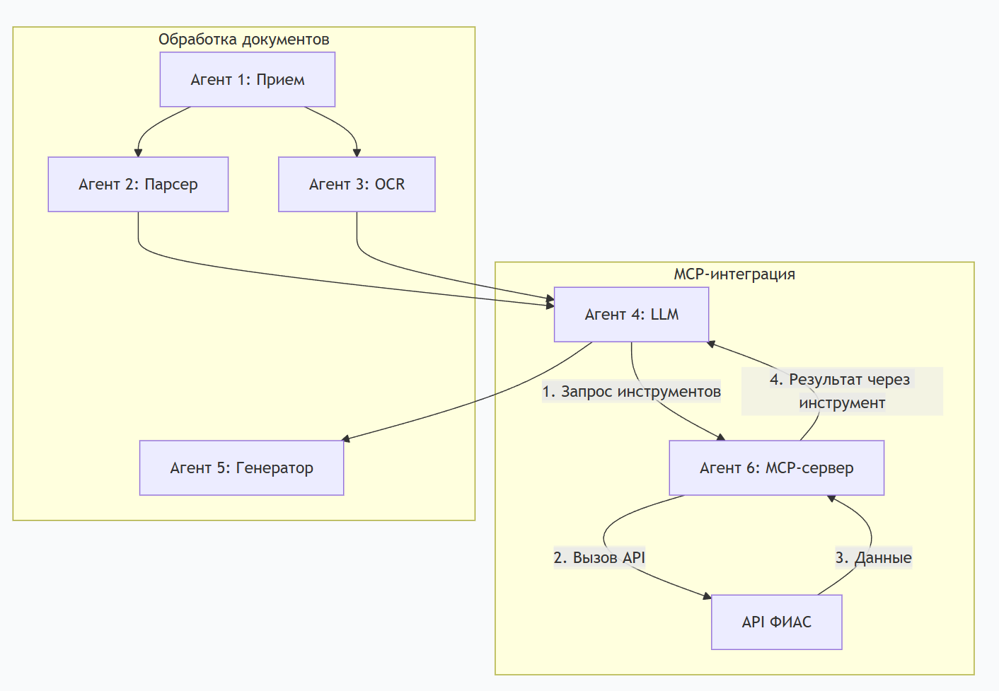 Обработка документов
Агент 1: Прием
Агент 2: Парсер
Агент 3: OCR
MCP-интеграция
Агент 4: LLM
1. Запрос инструментов
4. Результат через
инструмент
Агент 5: Генератор
Агент 6: MCP-сервер
2. Вызов API
3. Данные
API ФИАС